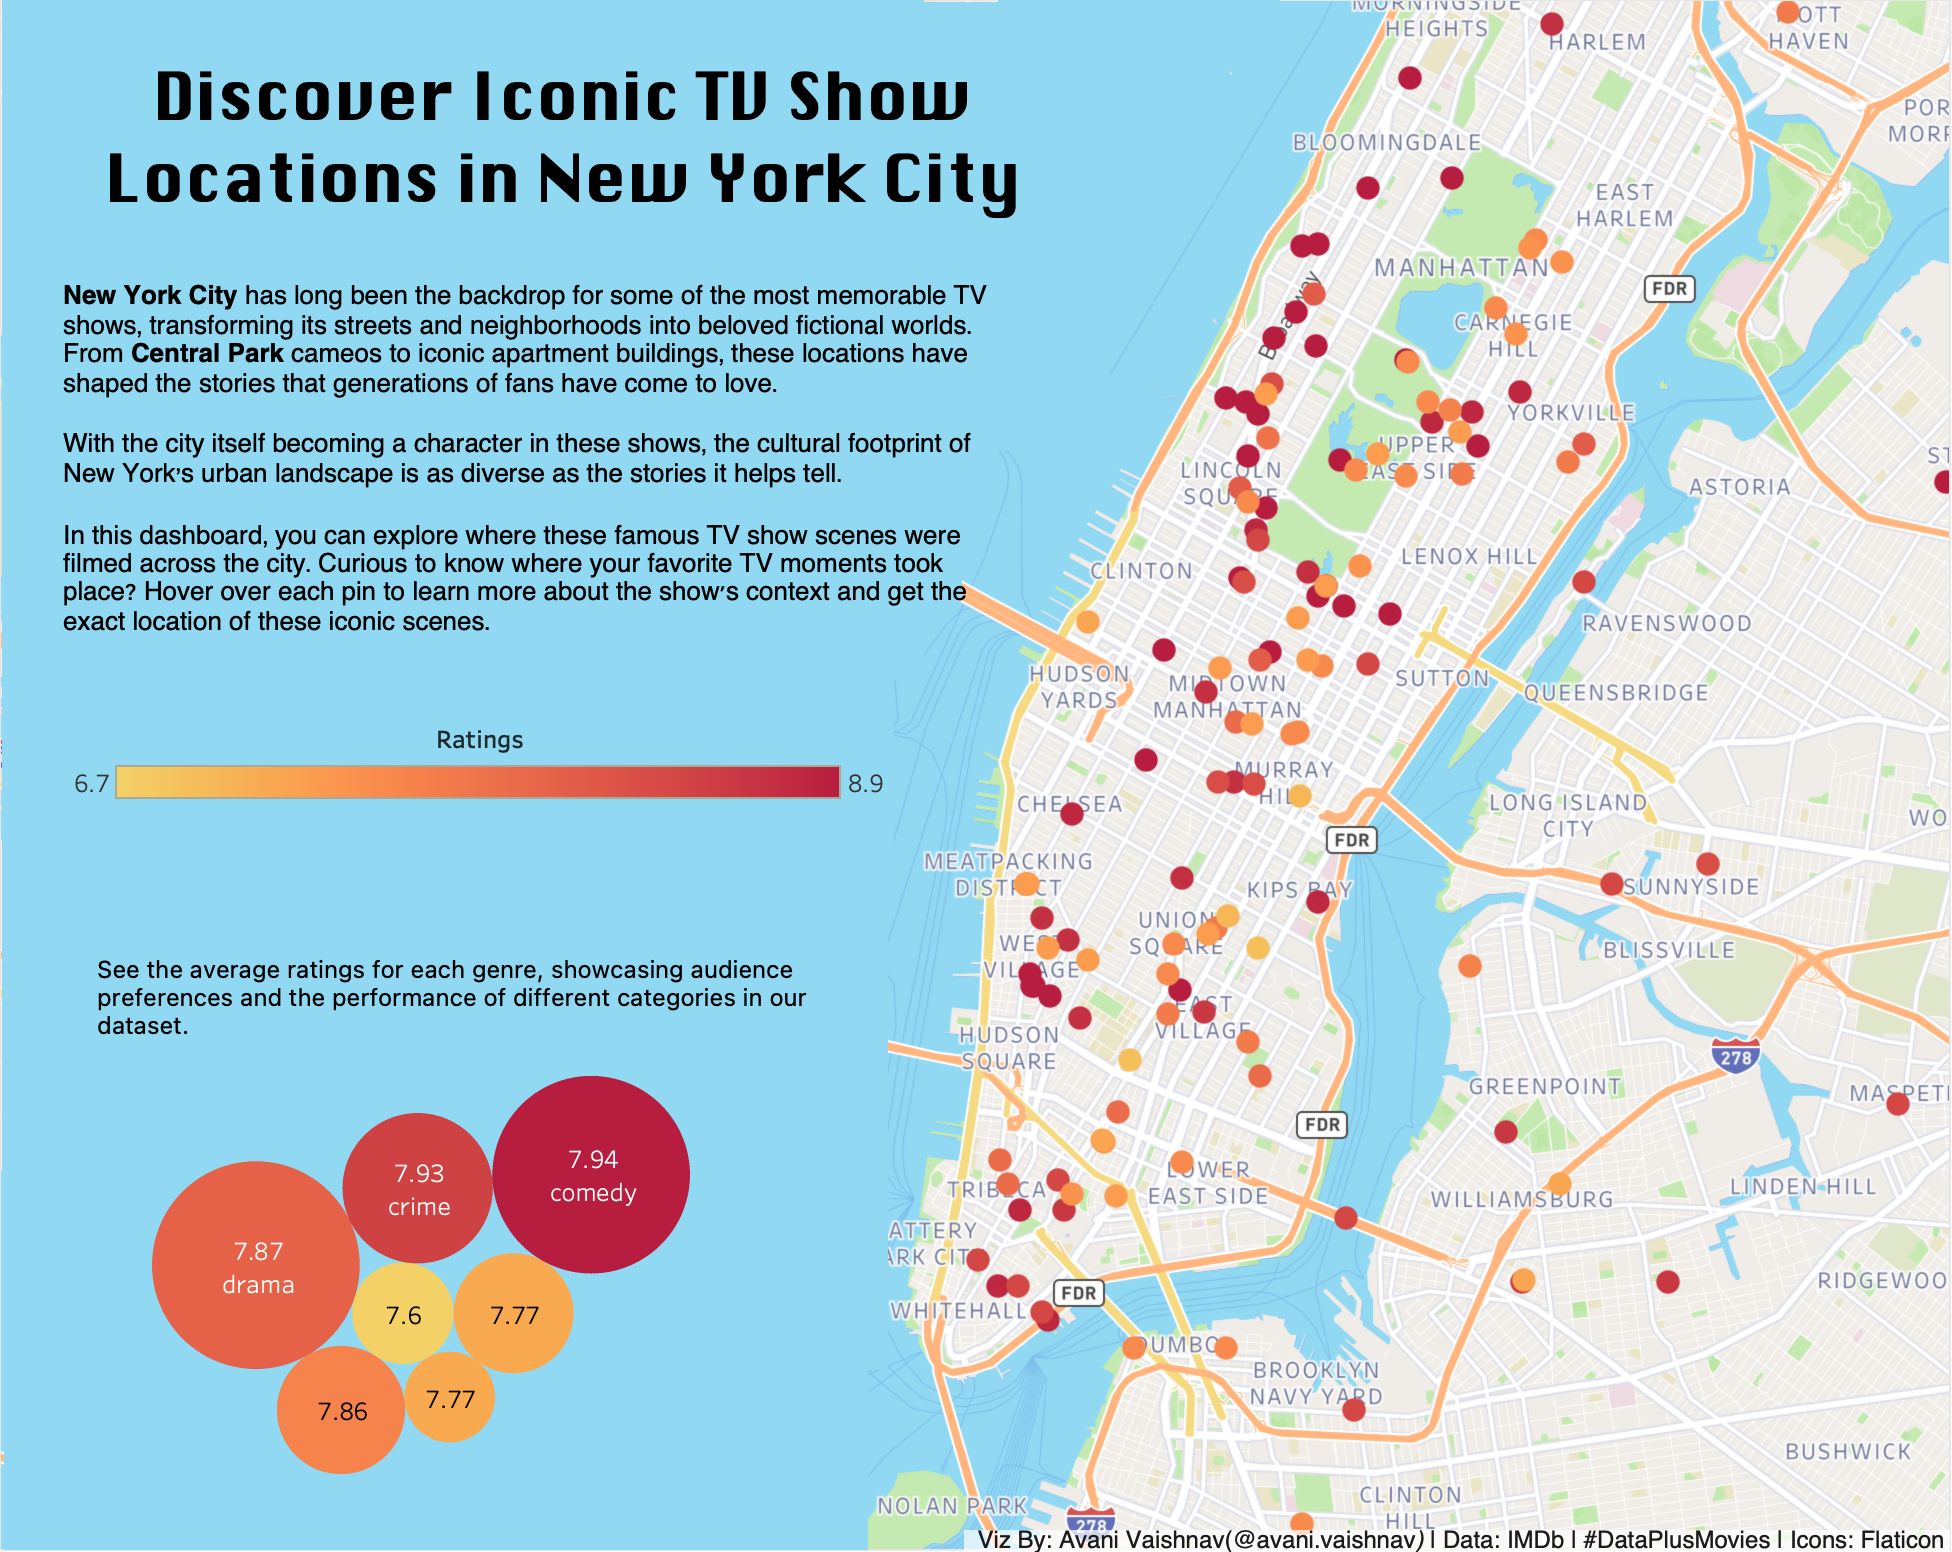 Discover Iconic TV Show
Locations in New York City
New York City has long been the backdrop for some of the most memorable TV
shows, transforming its streets and neighborhoods into beloved fictional worlds.
From Central Park cameos to iconic apartment buildings, these locations have
shaped the stories that generations of fans have come to love.
With the city itself becoming a character in these shows, the cultural footprint of
New York's urban landscape is as diverse as the stories it helps tell.
In this dashboard, you can explore where these famous TV show scenes were
filmed across the city. Curious to know where your favorite TV moments took
place? Hover over each pin to learn more about the show's context and get the
exact location of these iconic scenes.
Ratings
6.7
8.9
See the average ratings for each genre, showcasing audience
preferences and the performance of different categories in our
dataset.
7.94
comedy
7.93
crime
7.87
drama
7.6
7.77
7.86
7.77
MORNINGSIDE
HEIGHTS
HARLEM
HAVEN
BLOOMINGDALE
EAST
HARLEM
MANHATTAN
FDR
CARNEGIE
HILL
YORKVILLE
UPPER
EAST SIDE
LINCOLN
SQUARE
ASTORIA
LENOX HILL
CLINTON
RAVENSWOOD
HUDSON
YARDS
MIDTOWN
MANHATTAN
SUTTON
QUEENSBRIDGE
MURRAY
HILL
CHELSEA
LONG ISLAND
CITY
FDR
MEATPACKING
DISTRICT
KIPS BAY
SUNNYSIDE
UNION
SQUARE
WEST
VILLAGE
BLISSVILLE
EAST
VILLAGE
HUDSON
SQUARE
278
GREENPOINT
FDR
LOWER
EAST SIDE
TRIBECA
WILLIAMSBURG
LINDEN HILL
ATTERY
ARK CITY
FDR
WHITEHALL
RIDGEWOO
DUMBO
BROOKLYN
NAVY YARD
BUSHWICK
NOLAN PARK
CLINTON
HILL
278
Viz By: Avani Vaishnav(@avani.vaishnav) | Data: IMDb | #DataPlusMovies | Icons: Flaticon